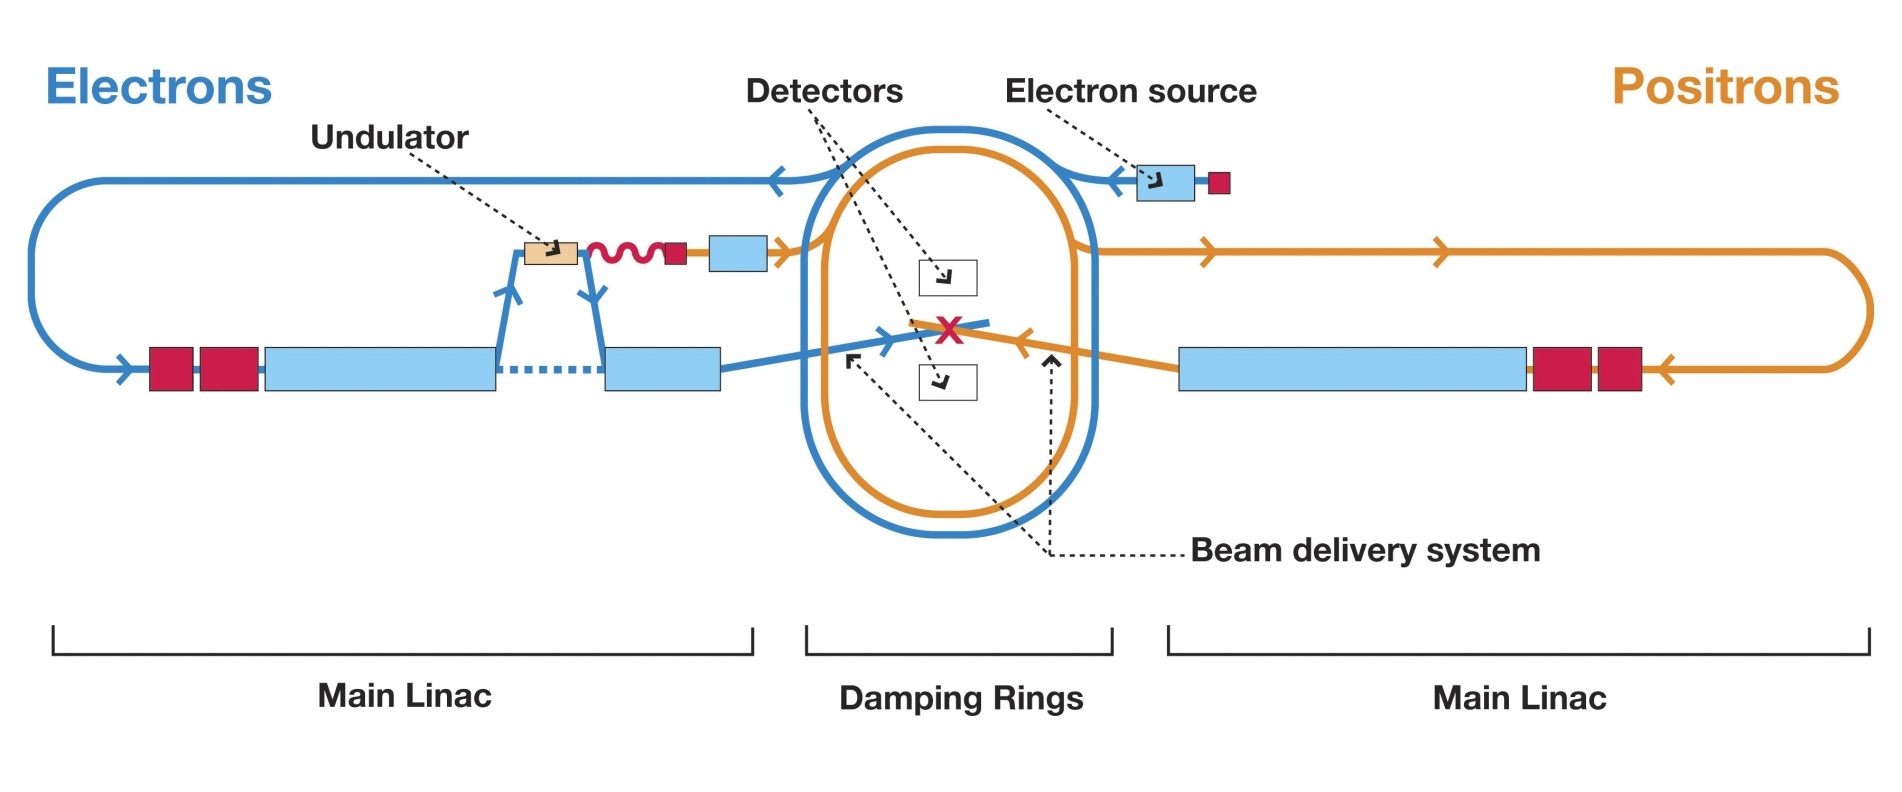 Electrons
Detectors
Electron source
Positrons
Undulator
X
Beam delivery system
Main Linac
Damping Rings
Main Linac